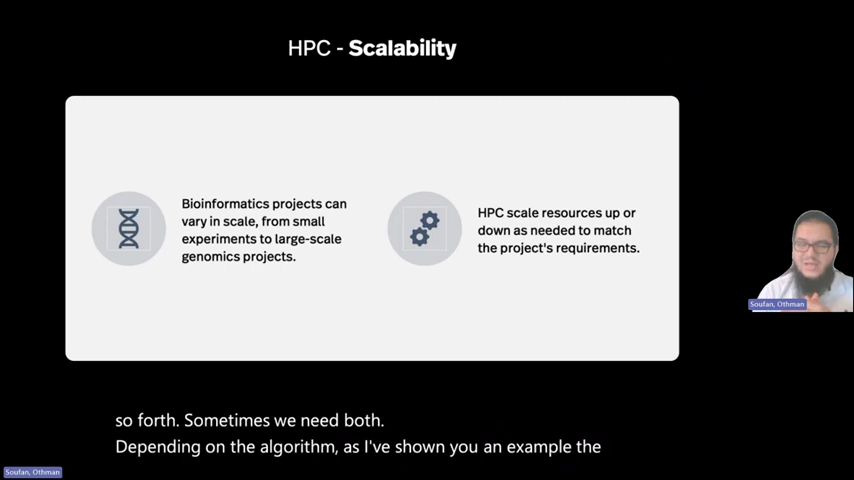 HPC - Scalability
Bioinformatics projects can
vary in scale, from small
experiments to large-scale
genomics projects.
HPC scale resources up or
down as needed to match
the project's requirements.
Soufan, Othman
so forth. Sometimes we need both.
Depending on the algorithm, as I've shown you an example the
Soufan, Othman